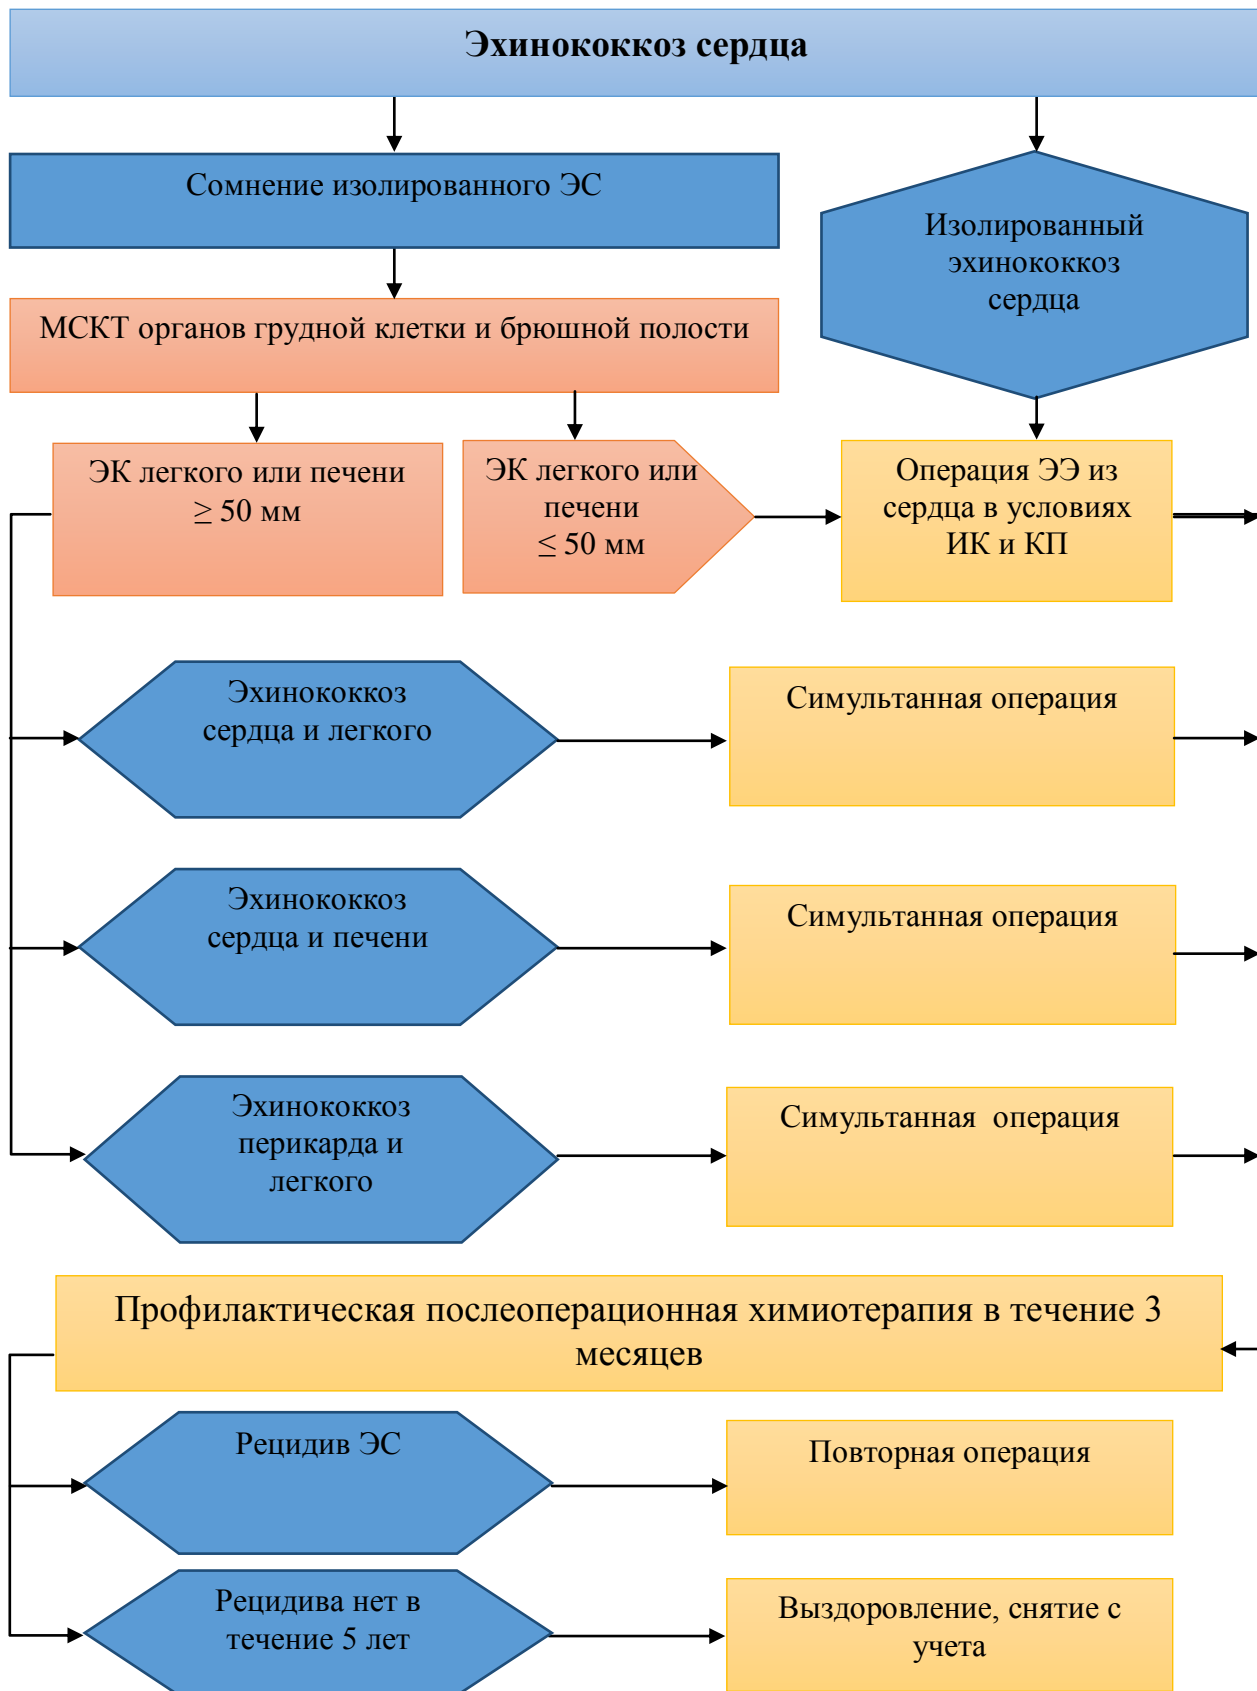 Эхинококкоз сердца
Сомнение изолированного ЭС
Изолированный
эхинококкоз
сердца
МСКТ органов грудной клетки и брюшной полости
ЭК легкого или печени
≥ 50 мм
ЭК легкого или
печени
≤ 50 мм
Операция ЭЭ из
сердца в условиях
ИК и КП
Эхинококкоз
сердца и легкого
Симультанная операция
Эхинококкоз
сердца и печени
Симультанная операция
Эхинококкоз
перикарда и
легкого
Симультанная операция
Профилактическая послеоперационная химиотерапия в течение 3
месяцев
Рецидив ЭС
Повторная операция
Рецидива нет в
течение 5 лет
Выздоровление, снятие с
учета